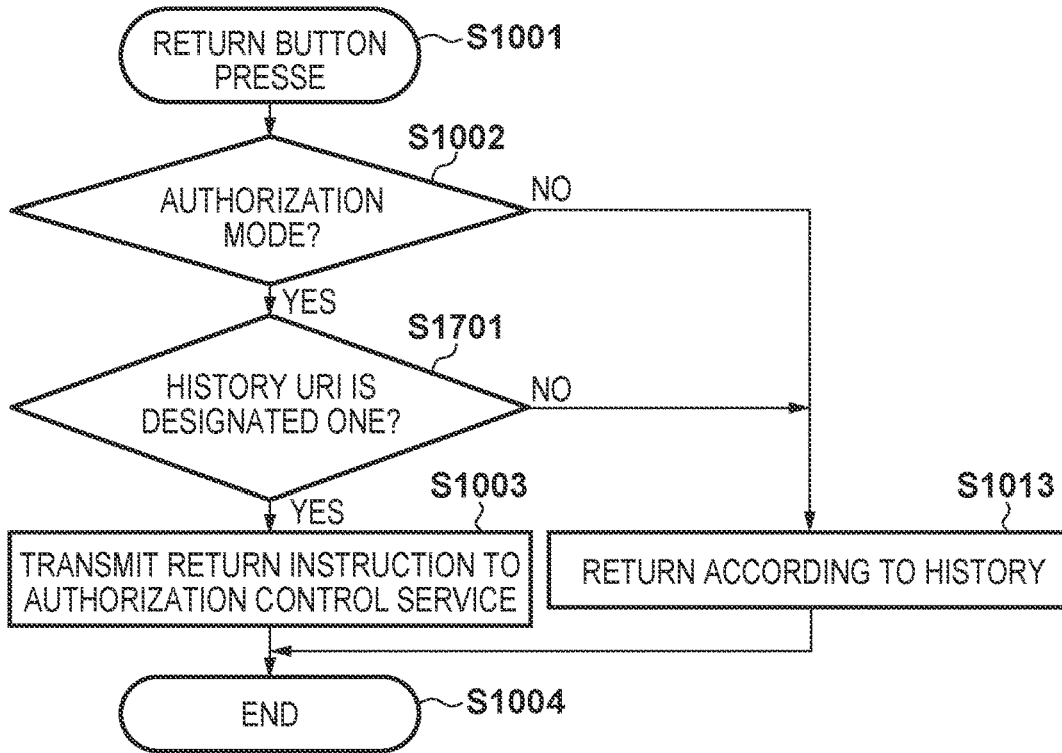 RETURN BUTTON
PRESSE
S1001
S1002
AUTHORIZATION
MODE?
NO
YES
S1701
HISTORY URI IS
DESIGNATED ONE?
NO
YES
S1003
TRANSMIT RETURN INSTRUCTION TO
AUTHORIZATION CONTROL SERVICE
S1013
RETURN ACCORDING TO HISTORY
END
S1004